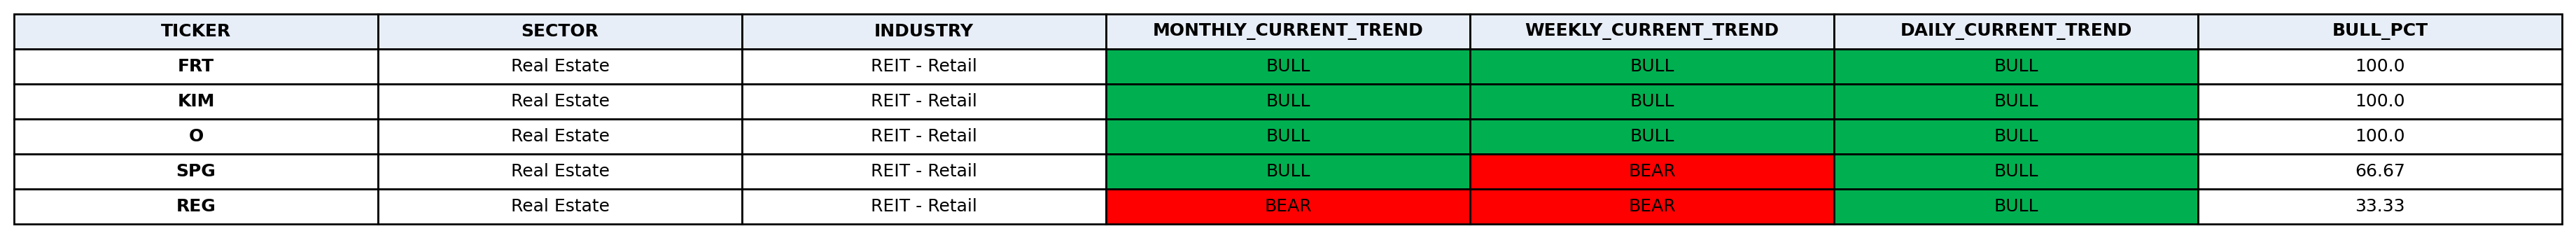 TICKER SECTOR INDUSTRY MONTHLY_CURRENT_TREND WEEKLY_CURRENT_TREND DAILY_CURRENT_TREND BULL_PCT
FRT Real Estate REIT - Retail BULL BULL BULL 100.0
KIM Real Estate REIT - Retail BULL BULL BULL 100.0
O Real Estate REIT - Retail BULL BULL BULL 100.0
SPG Real Estate REIT - Retail BULL BEAR BULL 66.67
REG Real Estate REIT - Retail BEAR BEAR BULL 33.33